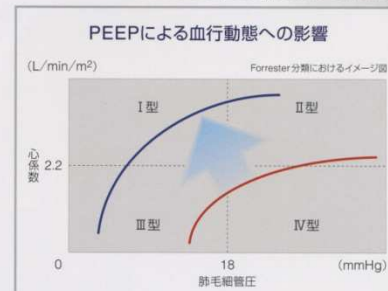 PEEPによる血行動態への影響
(L/min/m²)
Forrester分類におけるイメージ図
Ⅰ型
Ⅱ型
心係数
2.2
Ⅲ型
Ⅳ型
0
18
(mmHg)
肺毛細管圧